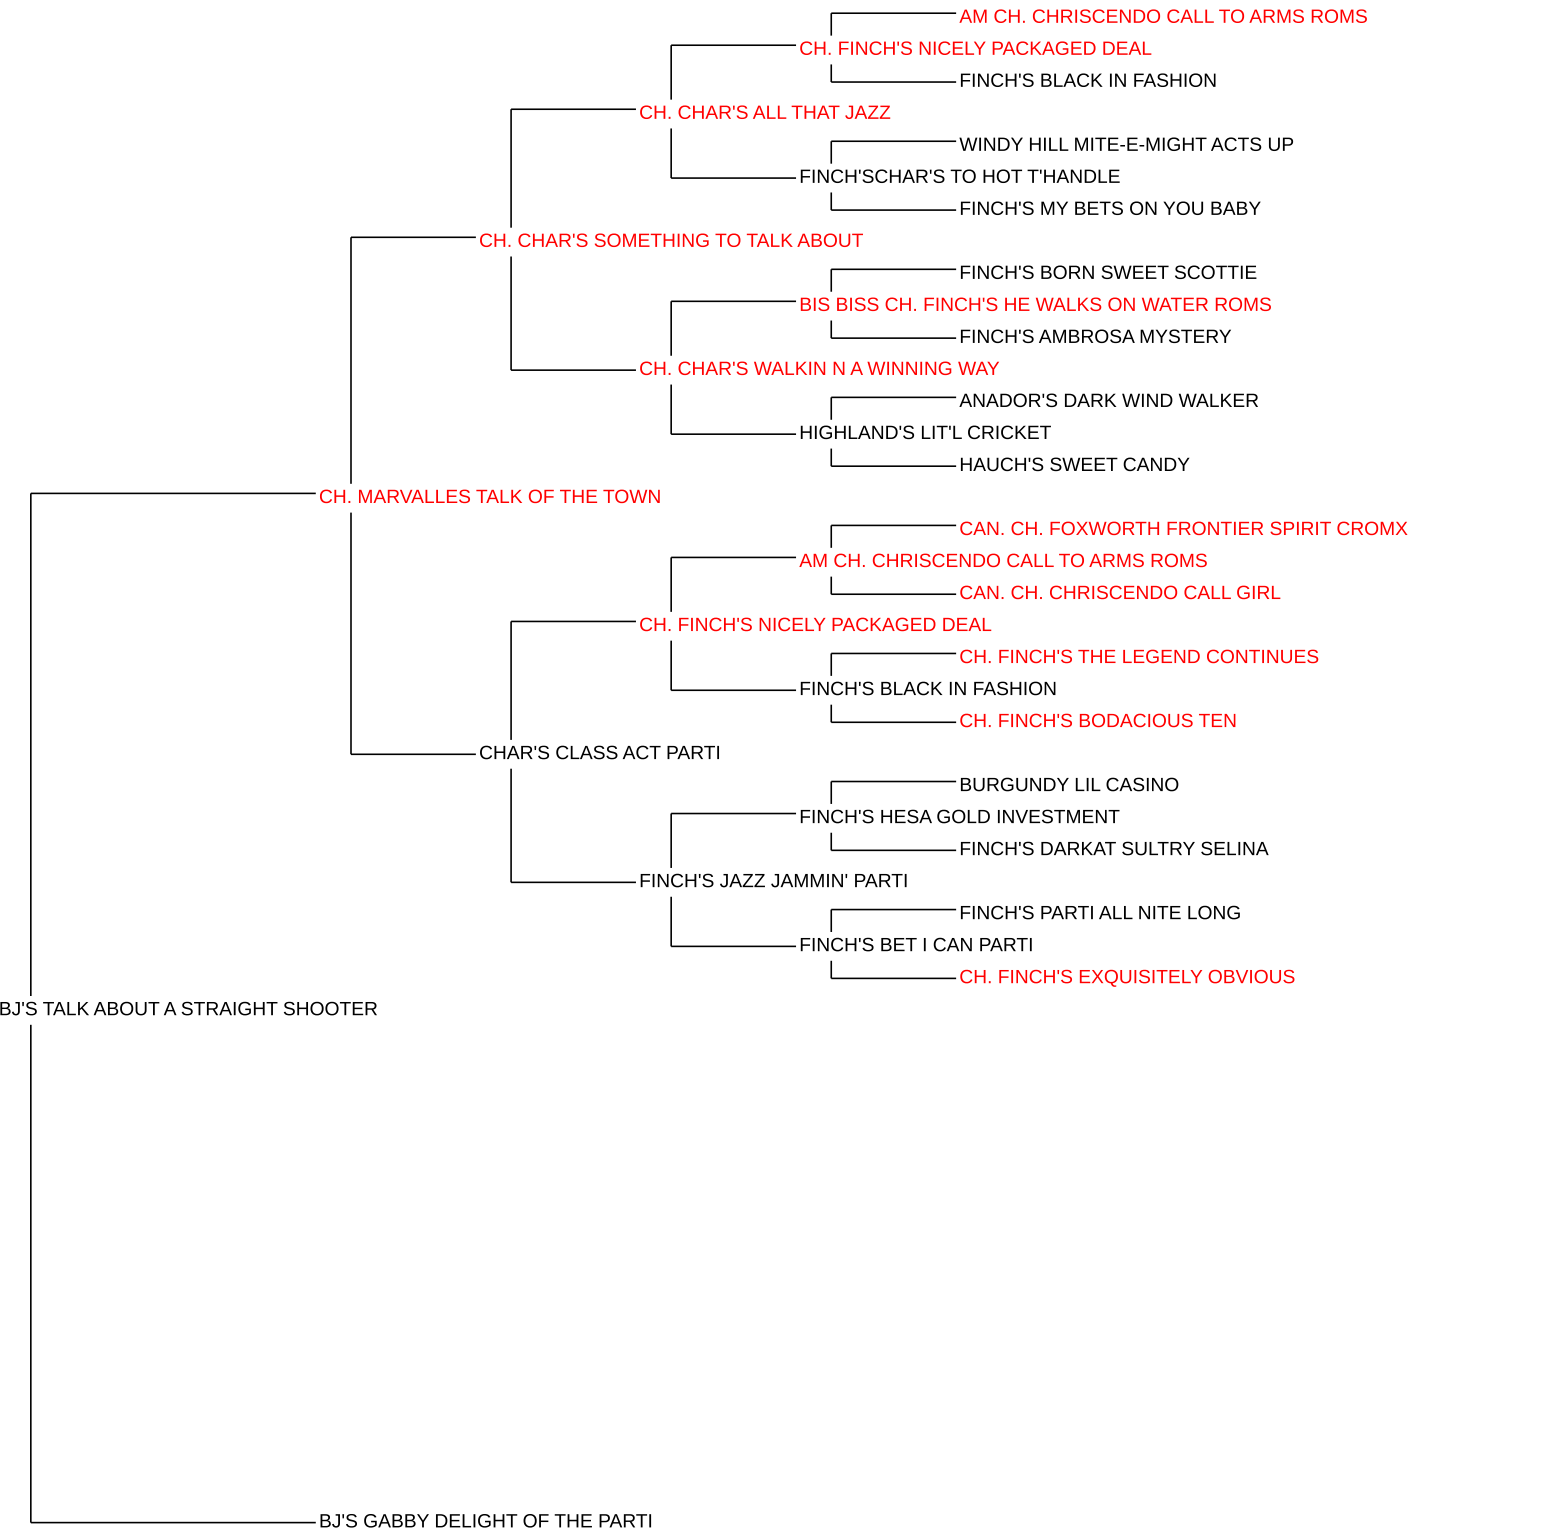 AM CH. CHRISCENDO CALL TO ARMS ROMS
CH. FINCH'S NICELY PACKAGED DEAL
FINCH'S BLACK IN FASHION
CH. CHAR'S ALL THAT JAZZ
WINDY HILL MITE-E-MIGHT ACTS UP
FINCH'SCHAR'S TO HOT T'HANDLE
FINCH'S MY BETS ON YOU BABY
CH. CHAR'S SOMETHING TO TALK ABOUT
FINCH'S BORN SWEET SCOTTIE
BIS BISS CH. FINCH'S HE WALKS ON WATER ROMS
FINCH'S AMBROSA MYSTERY
CH. CHAR'S WALKIN N A WINNING WAY
ANADOR'S DARK WIND WALKER
HIGHLAND'S LIT'L CRICKET
HAUCH'S SWEET CANDY
CH. MARVALLES TALK OF THE TOWN
CAN. CH. FOXWORTH FRONTIER SPIRIT CROMX
AM CH. CHRISCENDO CALL TO ARMS ROMS
CAN. CH. CHRISCENDO CALL GIRL
CH. FINCH'S NICELY PACKAGED DEAL
CH. FINCH'S THE LEGEND CONTINUES
FINCH'S BLACK IN FASHION
CH. FINCH'S BODACIOUS TEN
CHAR'S CLASS ACT PARTI
BURGUNDY LIL CASINO
FINCH'S HESA GOLD INVESTMENT
FINCH'S DARKAT SULTRY SELINA
FINCH'S JAZZ JAMMIN' PARTI
FINCH'S PARTI ALL NITE LONG
FINCH'S BET I CAN PARTI
CH. FINCH'S EXQUISITELY OBVIOUS
BJ'S TALK ABOUT A STRAIGHT SHOOTER
BJ'S GABBY DELIGHT OF THE PARTI